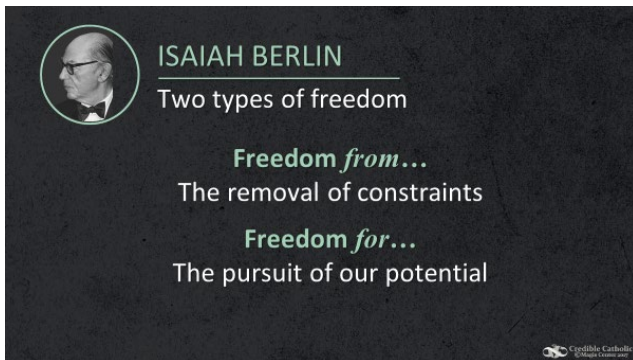 ISAIAH BERLIN
Two types of freedom
Freedom from...
The removal of constraints
Freedom for...
The pursuit of our potential
Credible Catholic